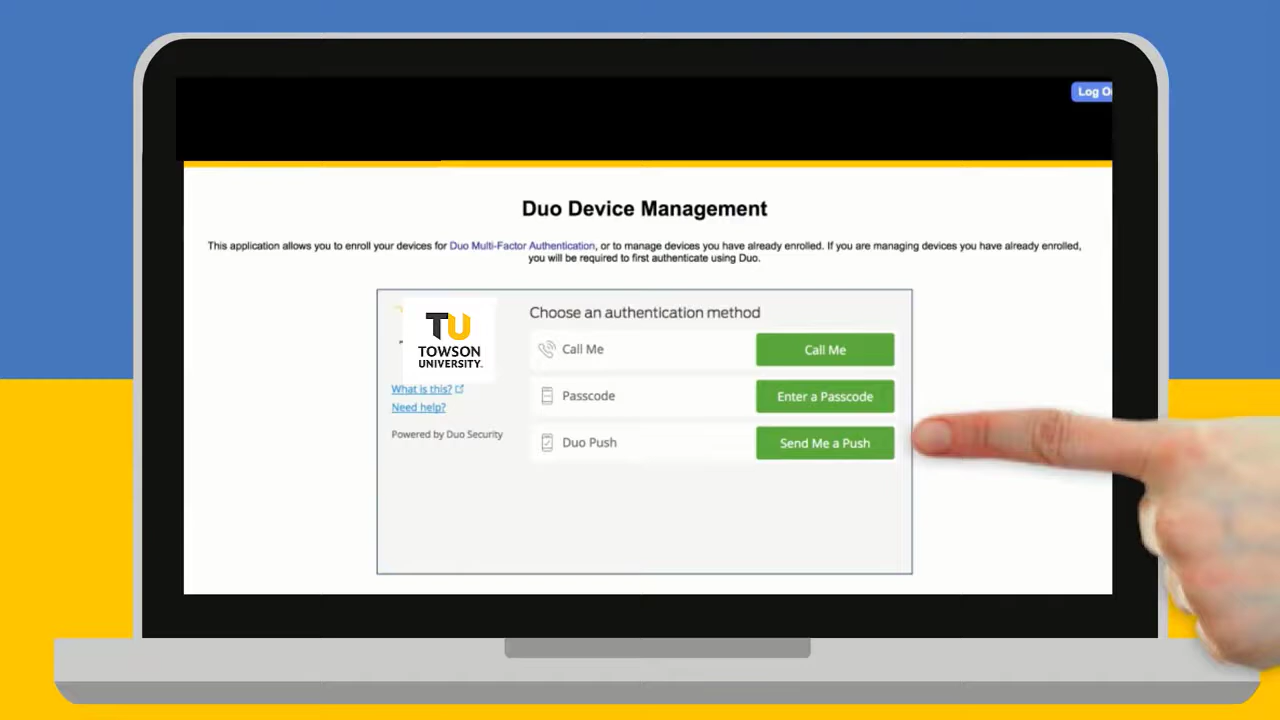 Log O
Duo Device Management
This application allows you to enroll your devices for Duo Multi-Factor Authentication, or to manage devices you have already enrolled. If you are managing devices you have already enrolled,
you will be required to first authenticate using Duo.
TU
TOWSON
UNIVERSITY.
What is this?
Need help?
Powered by Duo Security
Choose an authentication method
Call Me
Call Me
Passcode
Enter a Passcode
Duo Push
Send Me a Push